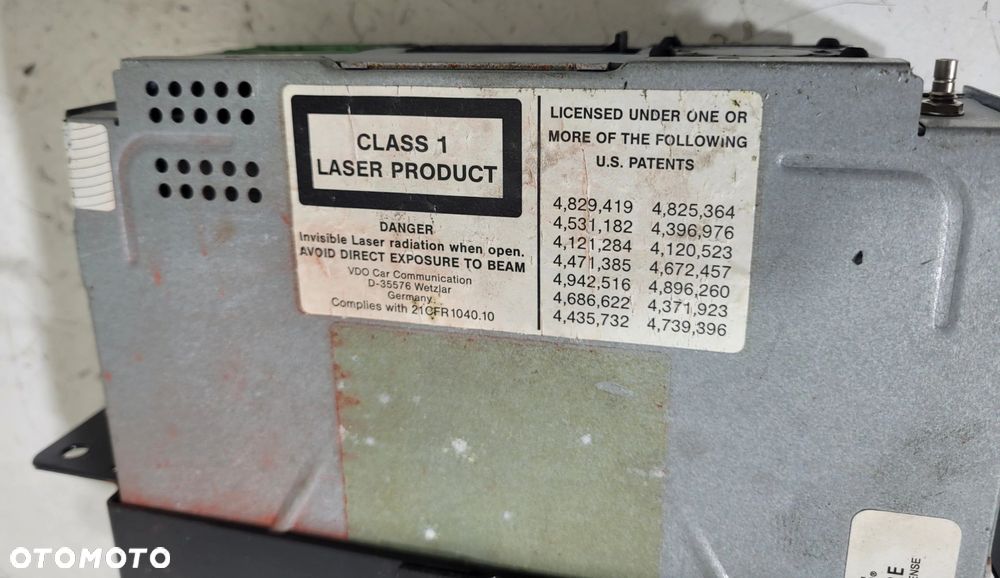 CLASS 1
LASER PRODUCT
DANGER
Invisible Laser radiation when open.
AVOID DIRECT EXPOSURE TO BEAM
VDO Car Communication
D-35576 Wetzlar
Germany
Complies with 21CFR1040.10
LICENSED UNDER ONE OR
MORE OF THE FOLLOWING
U.S. PATENTS
4,829,419 4,825,364
4,531,182 4,396,976
4,121,284 4,120,523
4,471,385 4,672,457
4,942,516 4,896,260
4,686,622 4,371,923
4,435,732 4,739,396
OTOMOTO